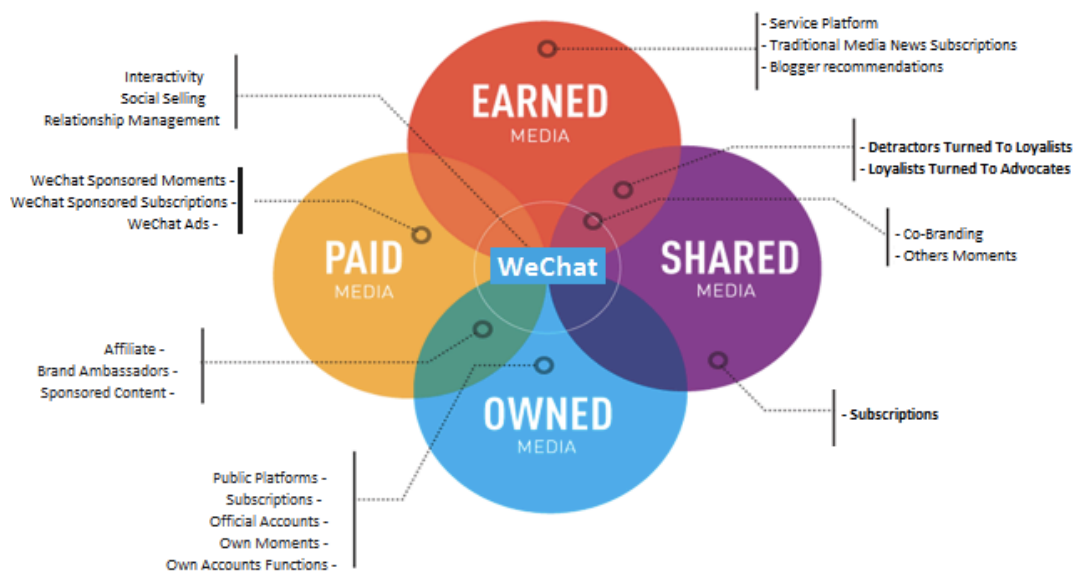 - Service Platform
- Traditional Media News Subscriptions
- Blogger recommendations
Interactivity
Social Selling
Relationship Management
EARNED
MEDIA
- Detractors Turned To Loyalists
- Loyalists Turned To Advocates
WeChat Sponsored Moments -
WeChat Sponsored Subscriptions -
WeChat Ads -
- Co-Branding
- Others Moments
PAID
MEDIA
WeChat
SHARED
MEDIA
Affiliate -
Brand Ambassadors -
Sponsored Content -
OWNED
MEDIA
- Subscriptions
Public Platforms -
Subscriptions -
Official Accounts -
Own Moments -
Own Accounts Functions -